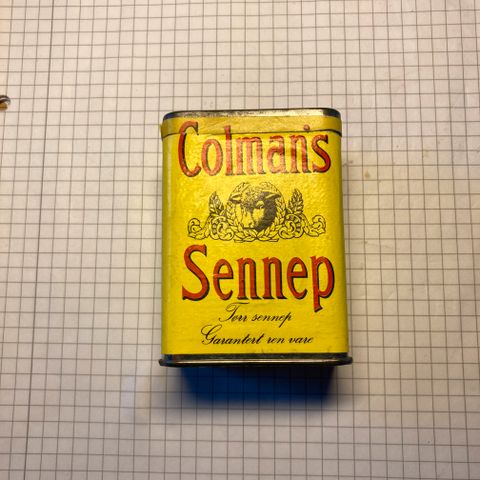 Colman's
Sennep
Tørr sennep
Garantert ren vare